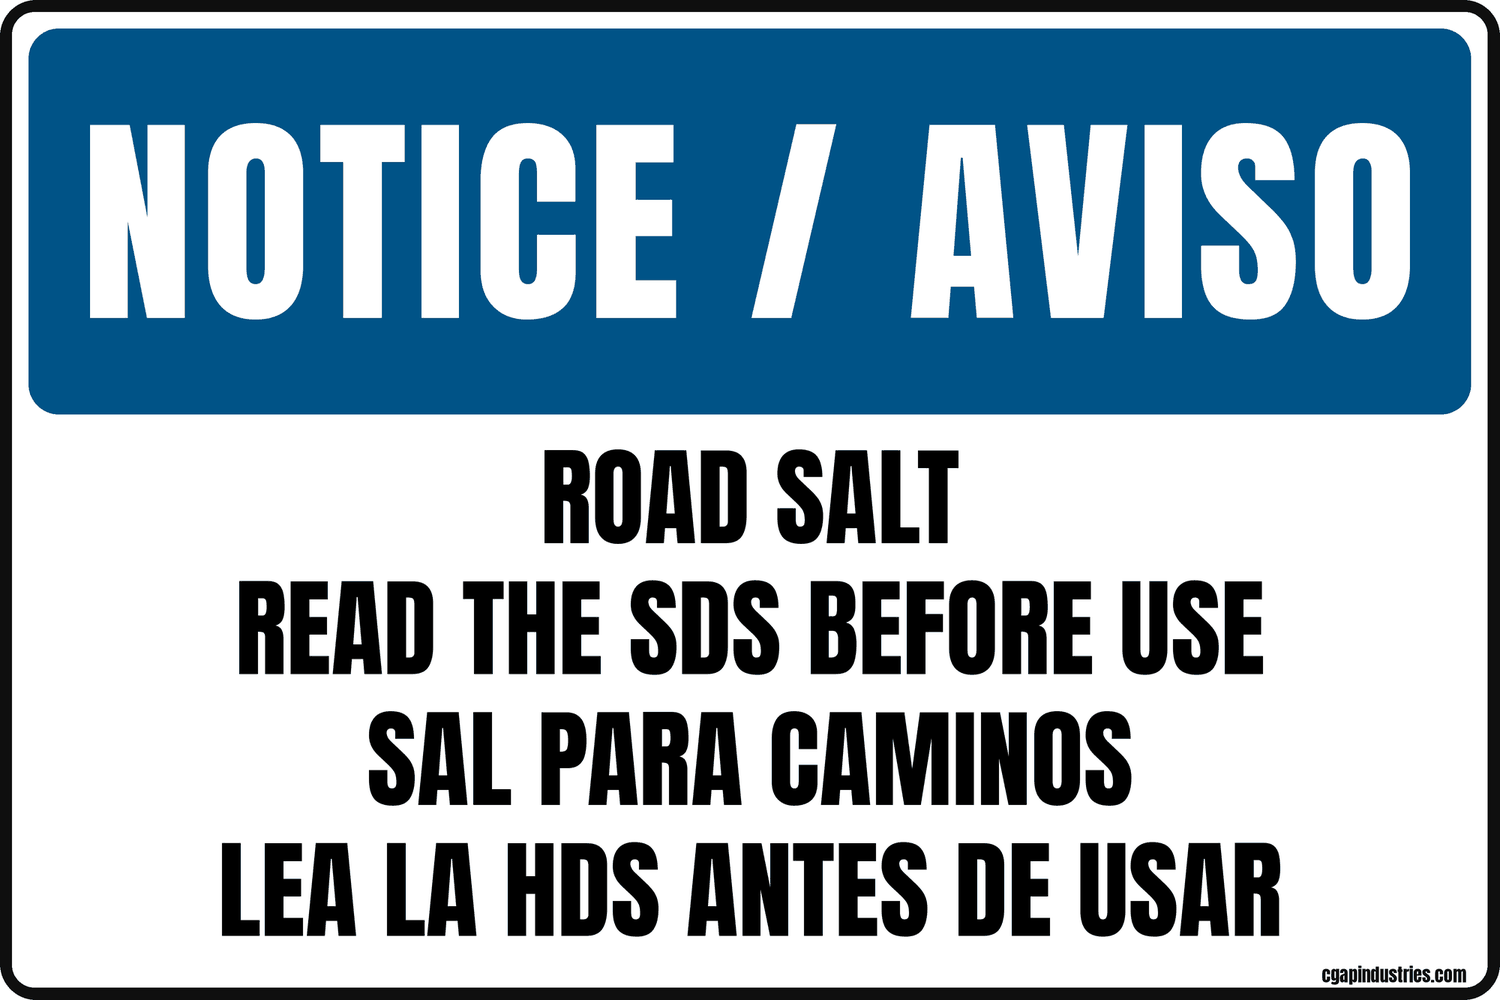 NOTICE / AVISO
ROAD SALT
READ THE SDS BEFORE USE
SAL PARA CAMINOS
LEA LA HDS ANTES DE USAR
cgapindustries.com